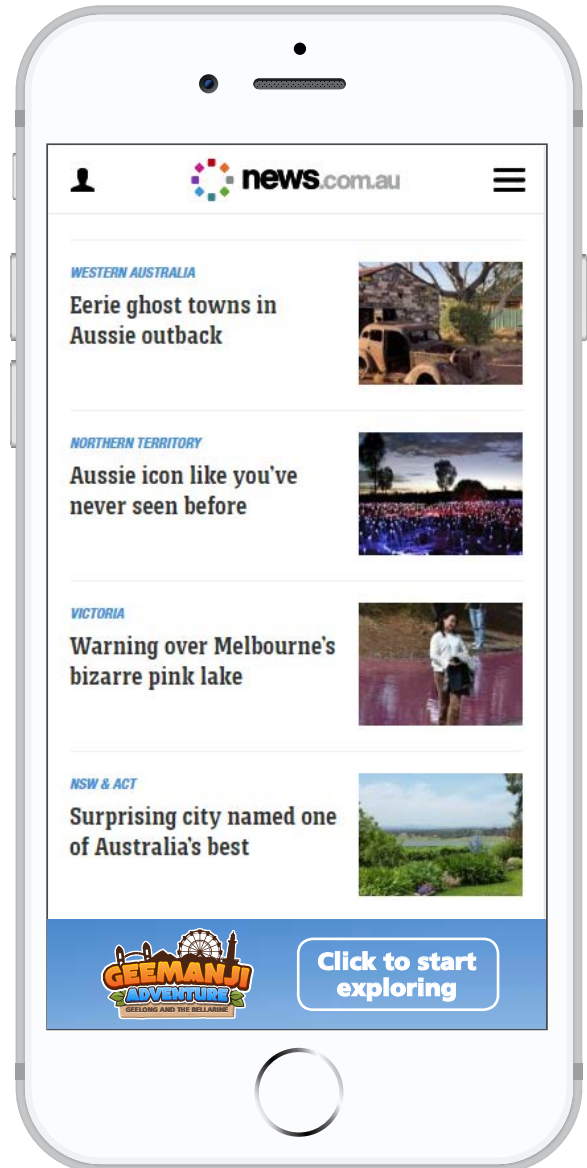 news.com.au
WESTERN AUSTRALIA
Eerie ghost towns in
Aussie outback
NORTHERN TERRITORY
Aussie icon like you've
never seen before
VICTORIA
Warning over Melbourne's
bizarre pink lake
NSW & ACT
Surprising city named one
of Australia's best
GEEMANJI
ADVENTURE
GEELONG AND THE BELLARINE
Click to start
exploring